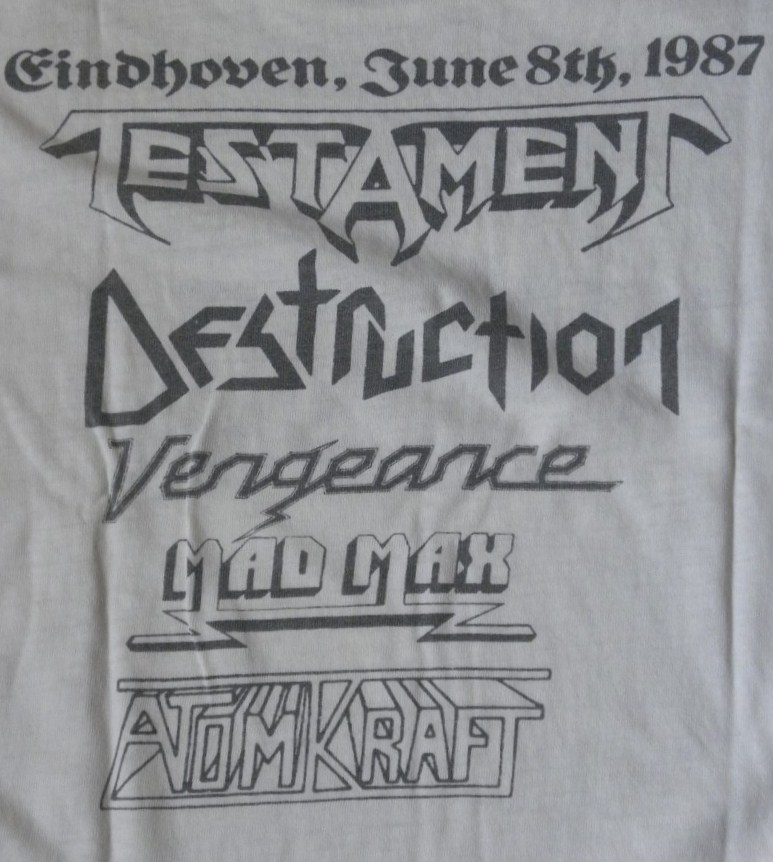 Eindhoven, June 8th, 1987
TESTAMENT
DESTRUCTION
Vengeance
MAD MAX
ATOMKRAFT